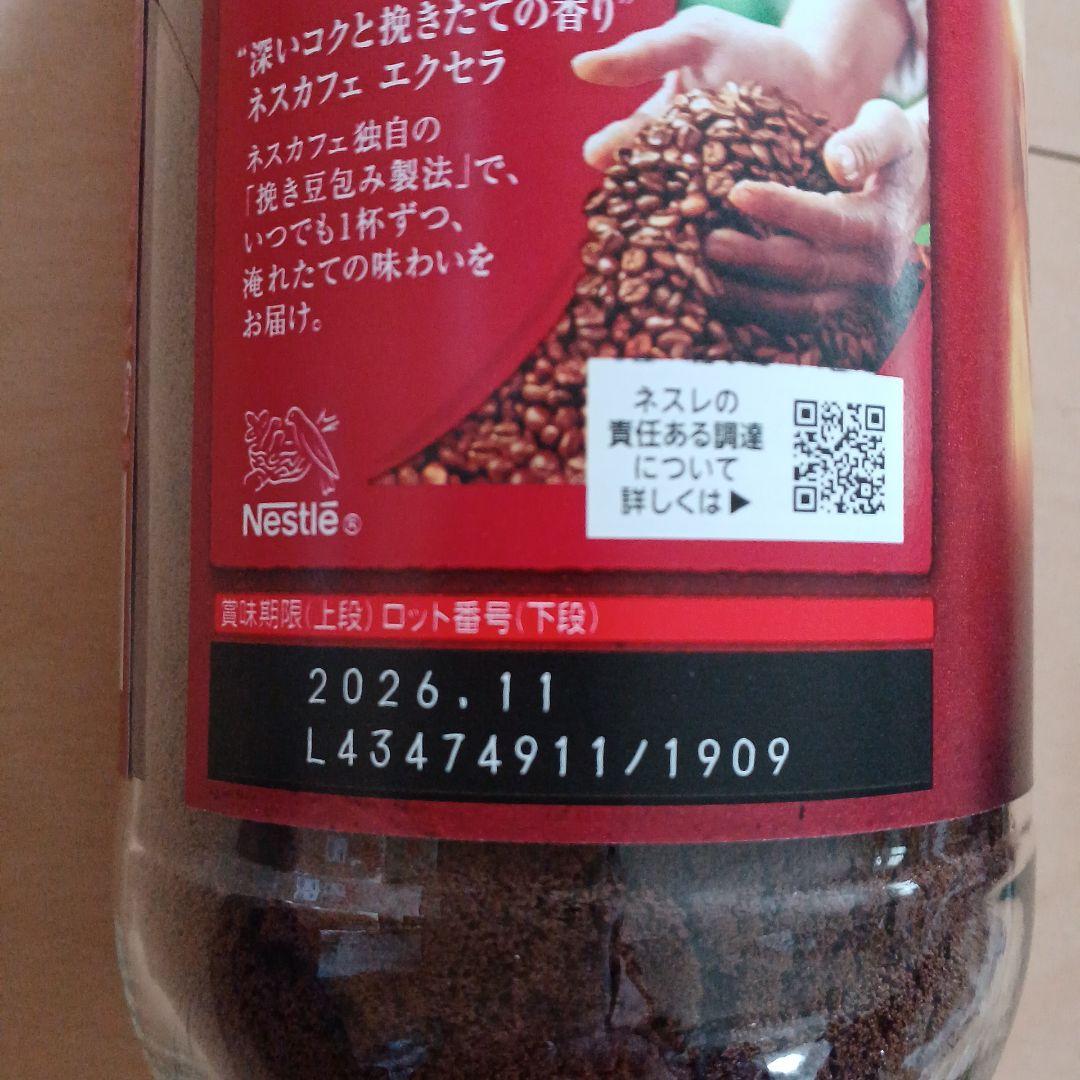 “深いコクと挽きたての香り”
ネスカフェ エクセラ
ネスカフェ独自の
「挽き豆包み製法」で、
いつでも1杯ずつ、
淹れたての味わいを
お届け。
ネスレの
責任ある調達
について
詳しくは▶
Nestlé®
賞味期限(上段) ロット番号(下段)
2026.11
L43474911/1909